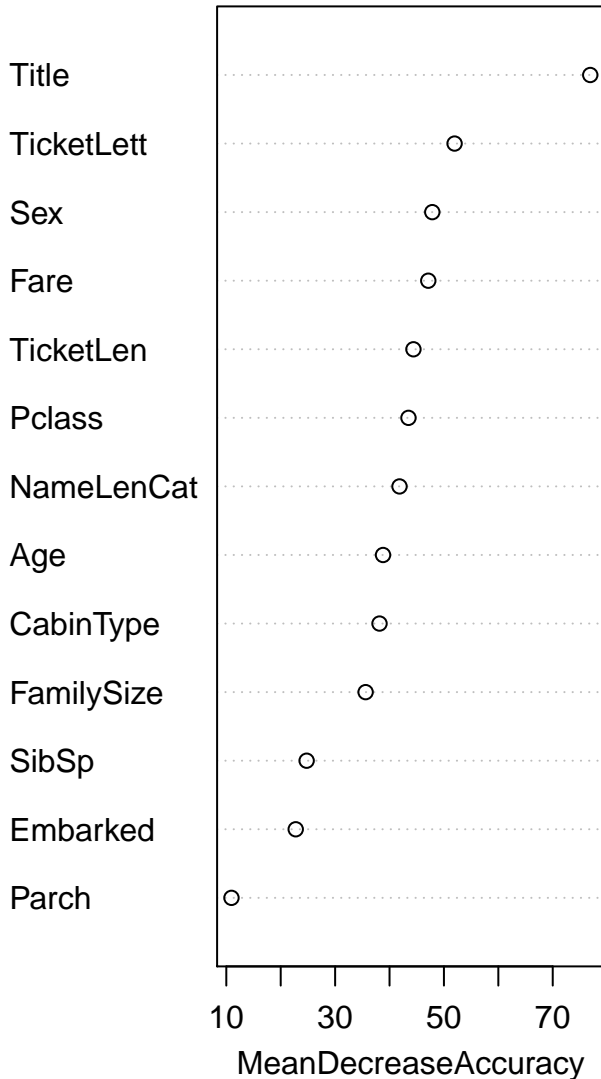 Title
TicketLett
Sex
Fare
TicketLen
Pclass
NameLenCat
Age
CabinType
FamilySize
SibSp
Embarked
Parch
10 30 50 70
MeanDecreaseAccuracy